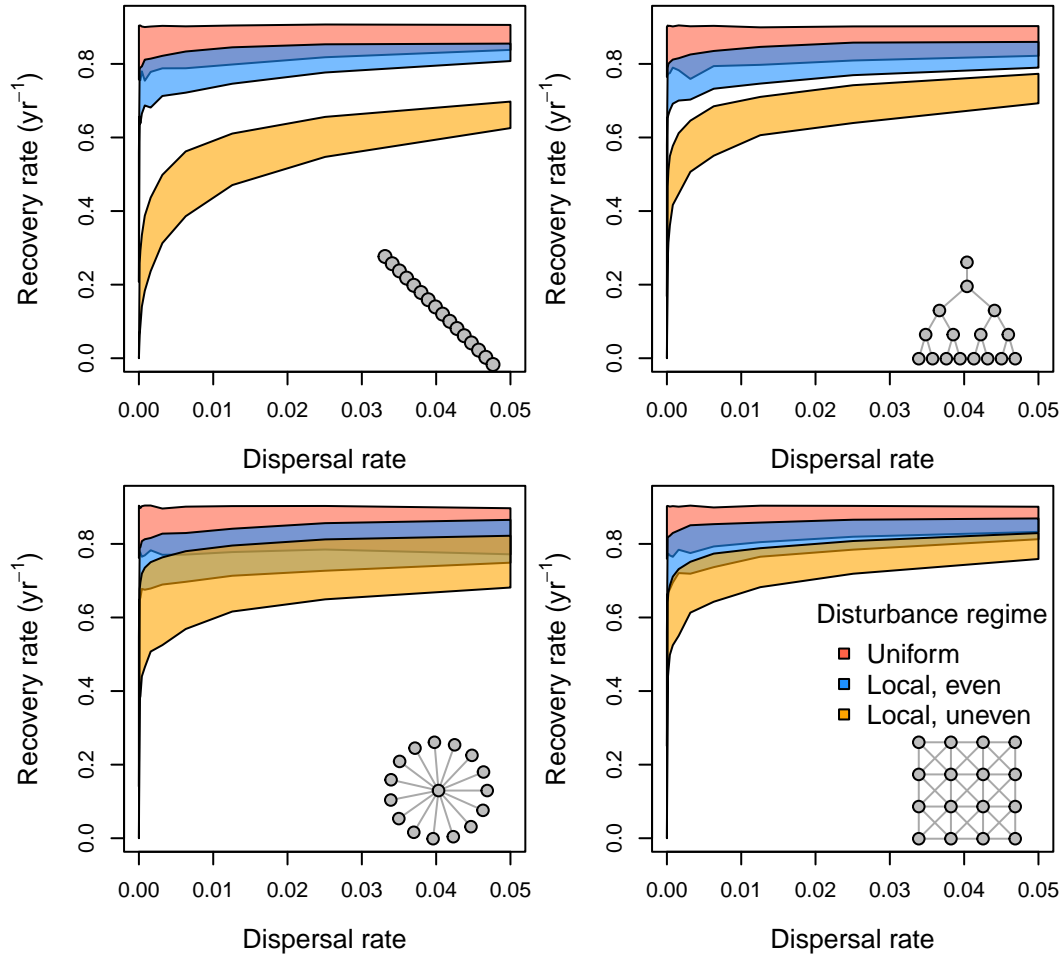 Recovery rate (yr⁻¹)
0.0
0.2
0.4
0.6
0.8
0.00 0.01 0.02 0.03 0.04 0.05
Dispersal rate
Recovery rate (yr⁻¹)
0.0
0.2
0.4
0.6
0.8
0.00 0.01 0.02 0.03 0.04 0.05
Dispersal rate
Recovery rate (yr⁻¹)
0.0
0.2
0.4
0.6
0.8
0.00 0.01 0.02 0.03 0.04 0.05
Dispersal rate
Recovery rate (yr⁻¹)
0.0
0.2
0.4
0.6
0.8
Disturbance regime
Uniform
Local, even
Local, uneven
0.00 0.01 0.02 0.03 0.04 0.05
Dispersal rate